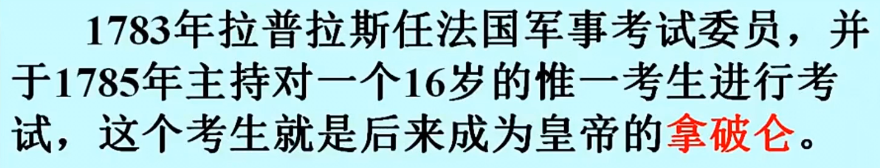 1783年拉普拉斯任法国军事考试委员，并
于1785年主持对一个16岁的惟一考生进行考
试，这个考生就是后来成为皇帝的拿破仑。